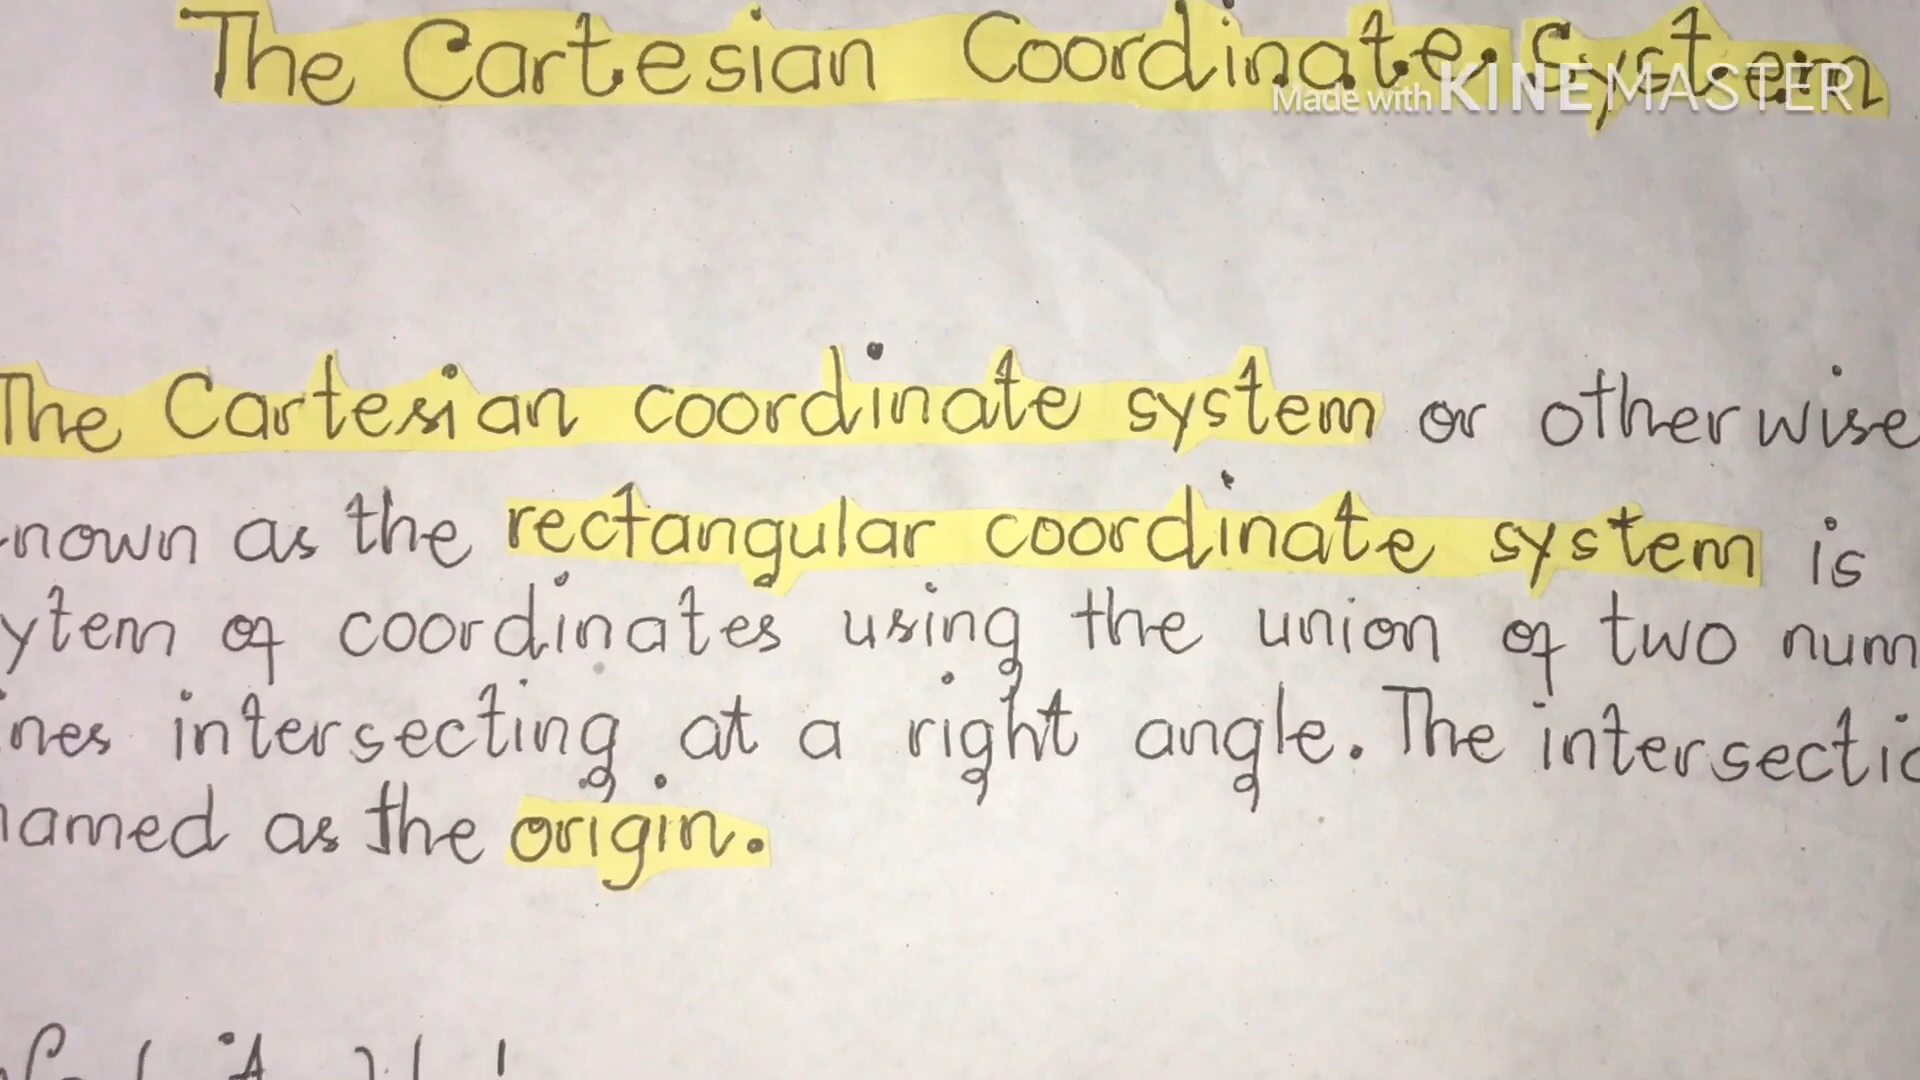 The Cartesian Coordinate System
Made with KINEMASTER
The Cartesian coordinate system or otherwise
nown as the rectangular coordinate system is
ytem of coordinates using the union of two num
ines intersecting at a right angle. The intersectio
named as the origin.